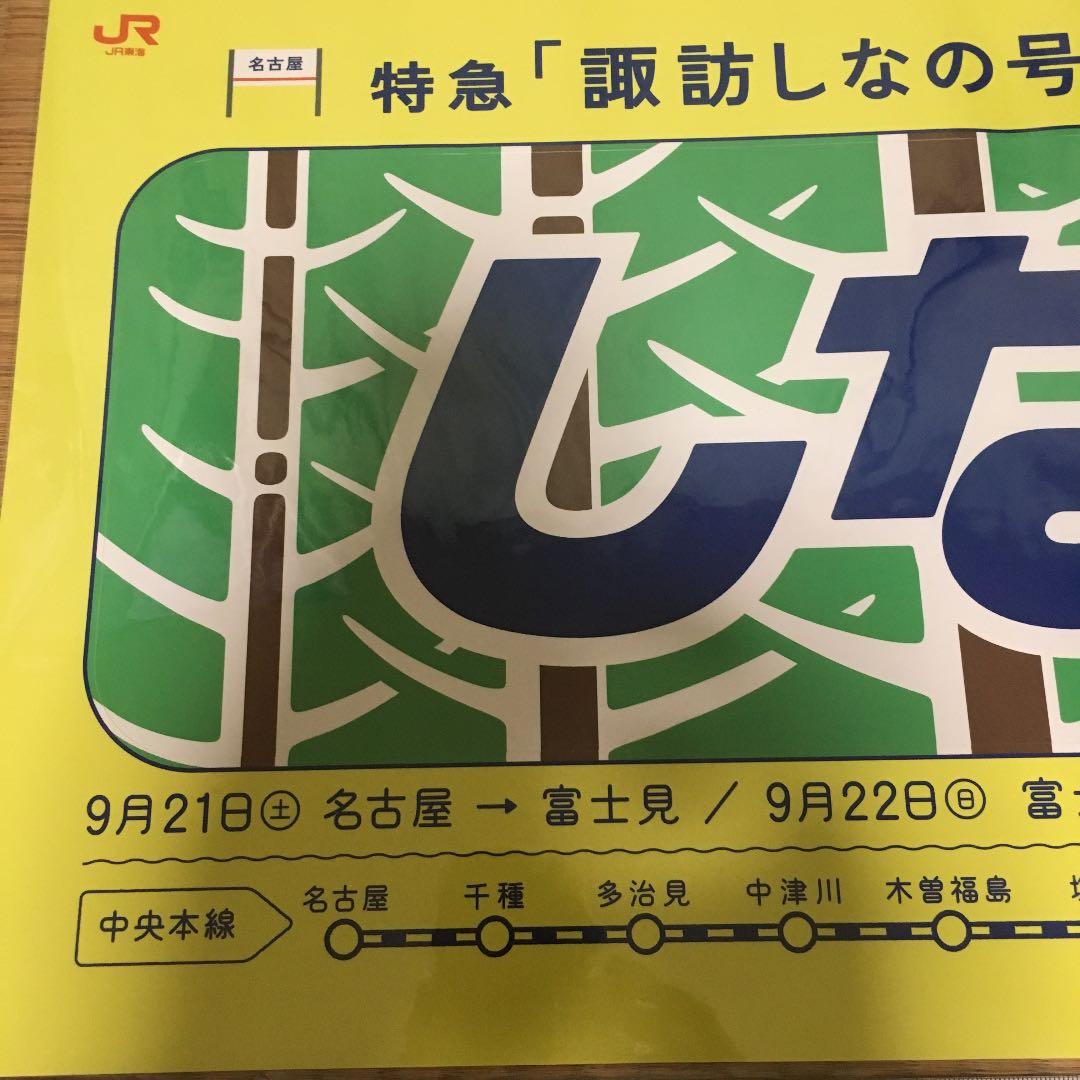 JR
JR東海
名古屋
特急「諏訪しなの号
しな
9月21日㊏ 名古屋 → 富士見 / 9月22日㊐ 富
名古屋 千種 多治見 中津川 木曽福島
中央本線